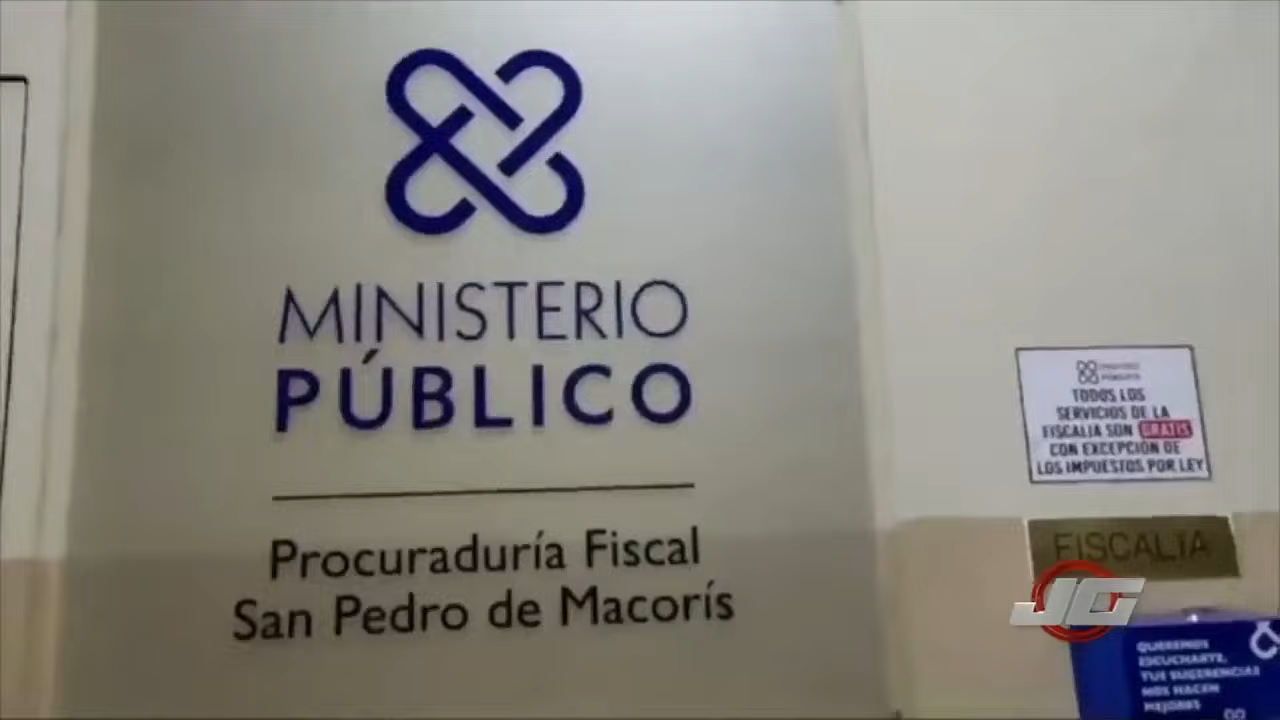 MINISTERIO
PÚBLICO
Procuraduría Fiscal
San Pedro de Macorís
TODOS LOS
SERVICIOS DE LA
FISCALIA SON GRATIS
CON EXCEPCIÓN DE
LOS IMPUESTOS POR LEY
FISCALIA
JG
QUEREMOS
ESCUCHARTE,
TUS SUGERENCIAS
NOS HACEN
MEJORES